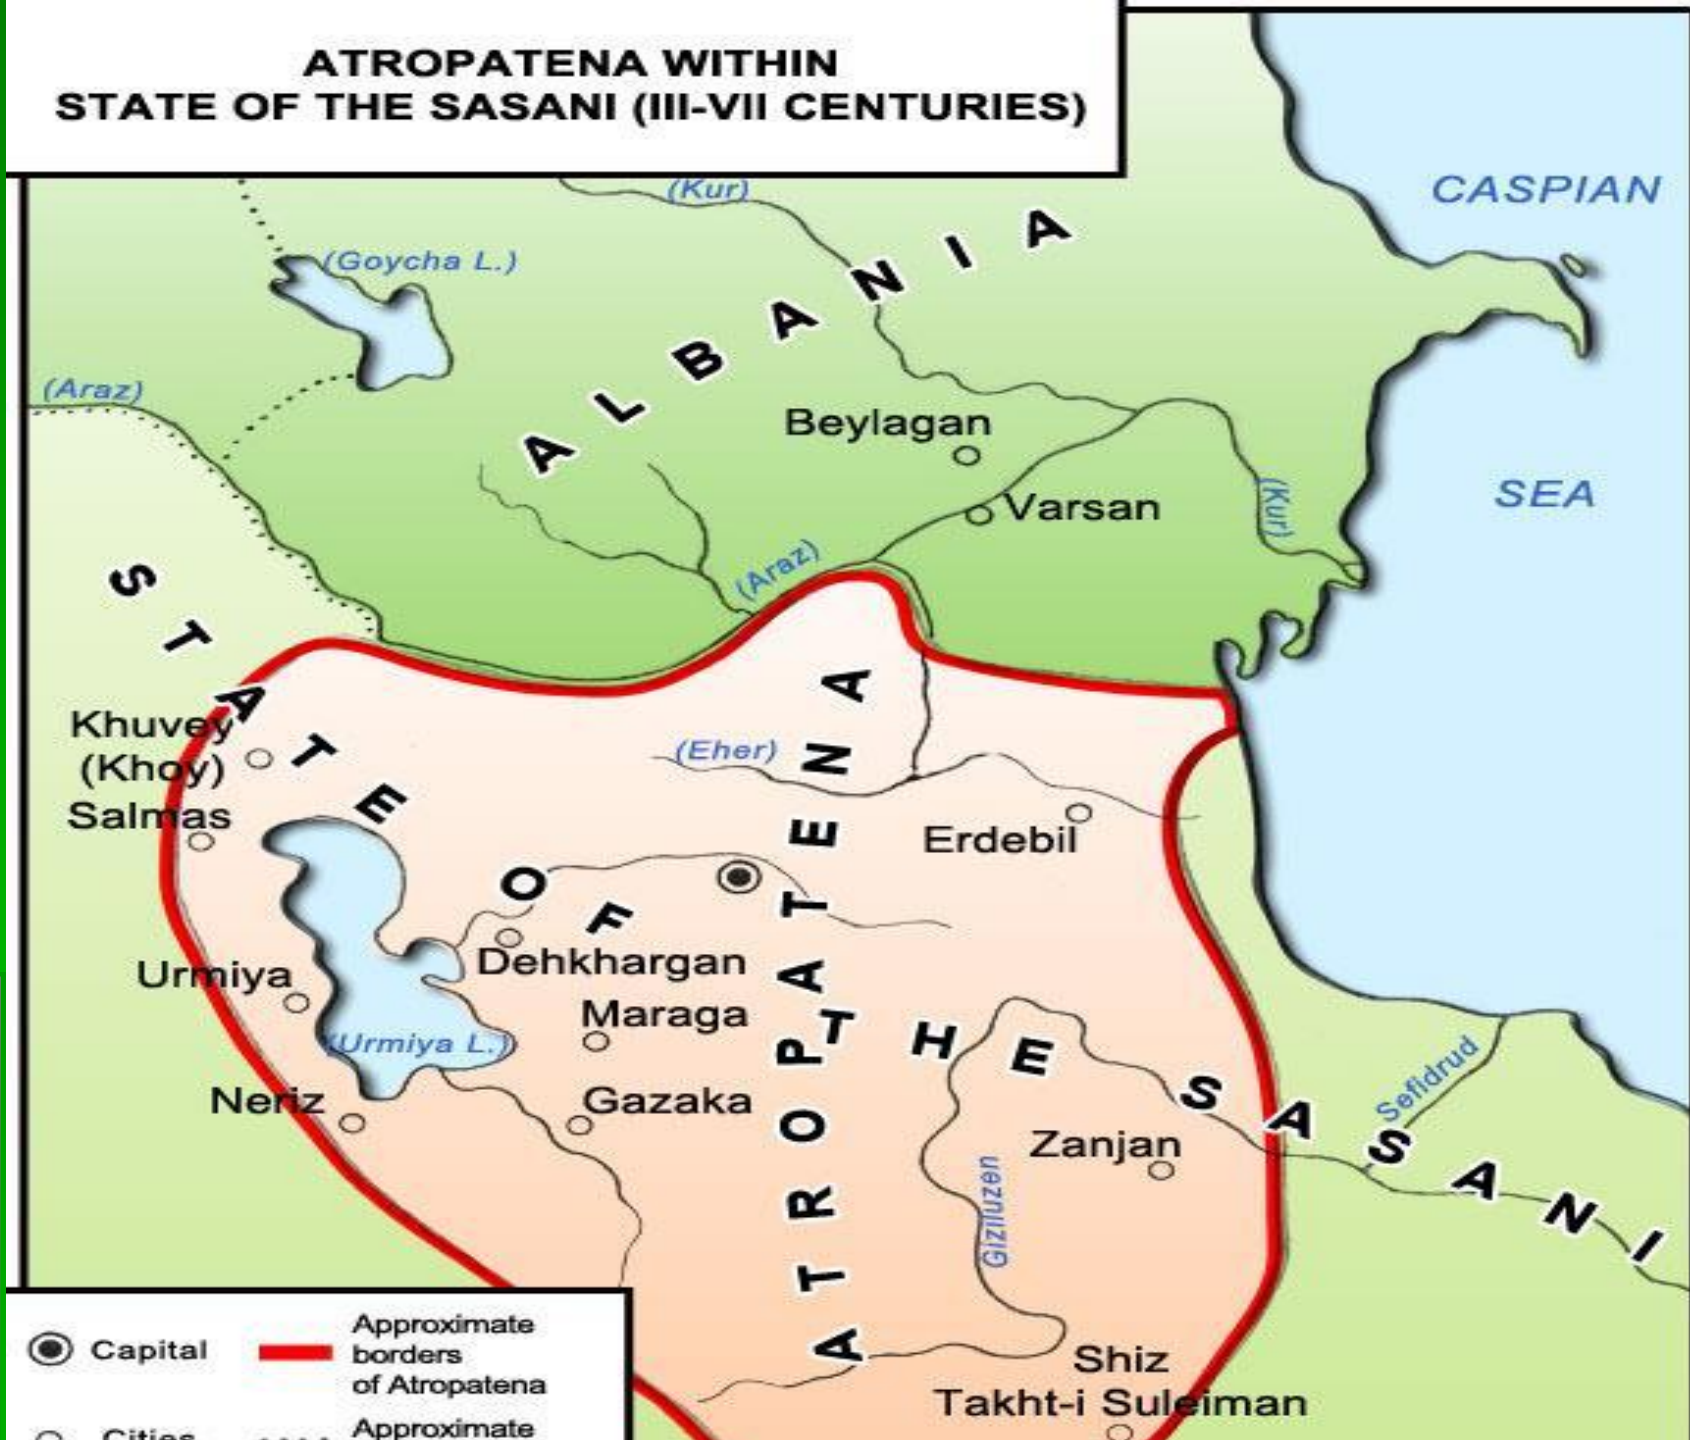 ATROPATENA WITHIN
STATE OF THE SASANI (III-VII CENTURIES)
(Kur)
CASPIAN
SEA
(Goycha L.)
ALBANIA
(Araz)
Beylagan
Varsan
(Kur)
(Araz)
STATE OF THE SASANI
ATROPATENA
Khuvey
(Khoy)
Salmas
(Eher)
Erdebil
Dehkhargan
Urmiya
Maraga
(Urmiya L.)
Neriz
Gazaka
Zanjan
Sefidrud
Giziluzen
Shiz
Takht-i Suleiman
Capital
Approximate
borders
of Atropatena
Cities
Approximate